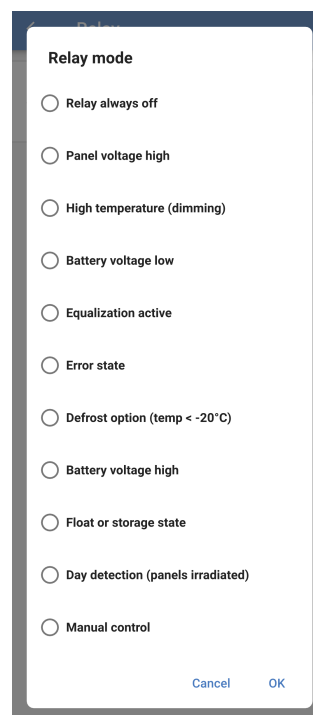 Relay mode
Relay always off
Panel voltage high
High temperature (dimming)
Battery voltage low
Equalization active
Error state
Defrost option (temp < -20°C)
Battery voltage high
Float or storage state
Day detection (panels irradiated)
Manual control
Cancel OK